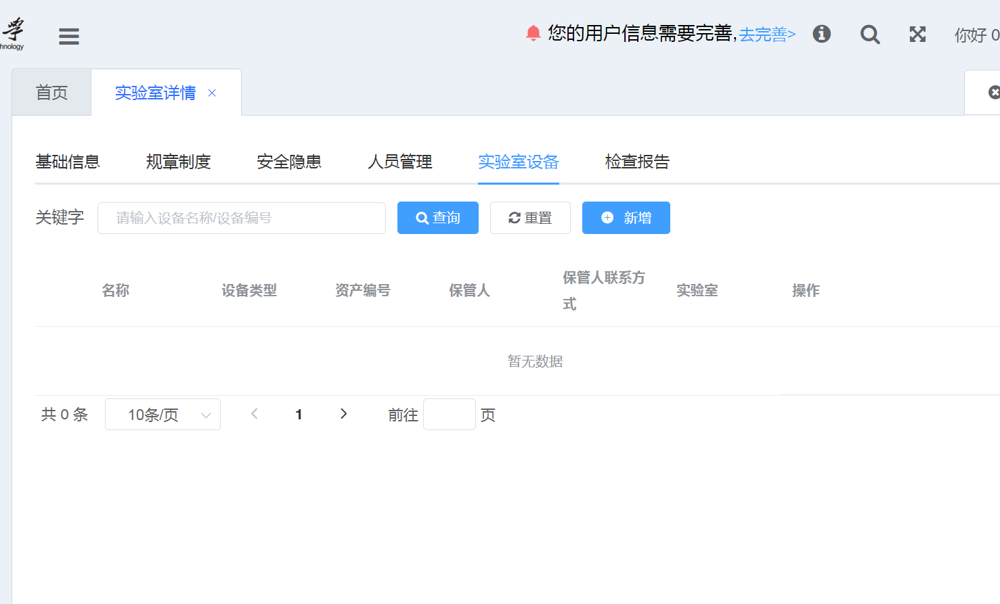 學
hnology
您的用户信息需要完善,去完善>
你好 0
首页
实验室详情 ×
基础信息 规章制度 安全隐患 人员管理 实验室设备 检查报告
关键字 请输入设备名称/设备编号 查询 重置 新增
名称 设备类型 资产编号 保管人 保管人联系方式 实验室 操作
暂无数据
共 0 条 10条/页 < 1 > 前往 页